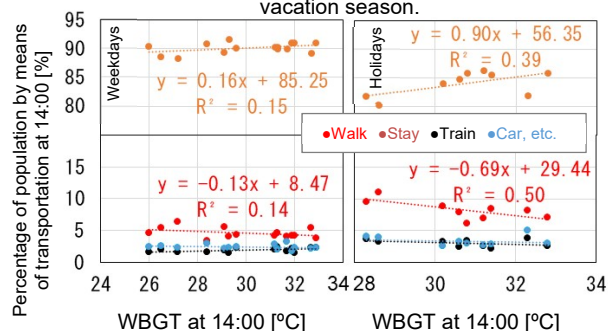 vacation season.
Percentage of population by means
of transportation at 14:00 [%]
95
90
85
80
15
10
5
0
Weekdays
y = 0.16x + 85.25
R² = 0.15
Holidays
y = 0.90x + 56.35
R² = 0.39
Walk Stay Train Car, etc.
y = -0.13x + 8.47
R² = 0.14
y = -0.69x + 29.44
R² = 0.50
24 26 28 30 32 34
28 30 32 34
WBGT at 14:00 [ºC]
WBGT at 14:00 [ºC]